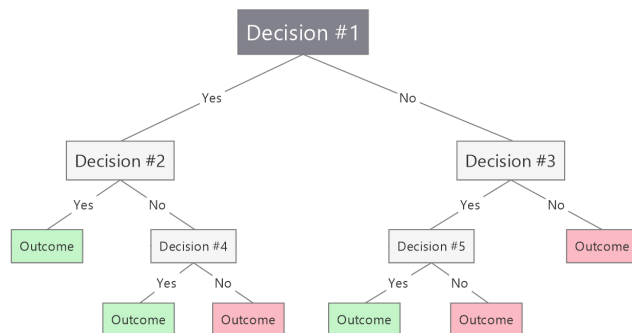 Decision #1
Yes
No
Decision #2
Decision #3
Yes
No
Yes
No
Outcome
Decision #4
Decision #5
Outcome
Yes
No
Yes
No
Outcome
Outcome
Outcome
Outcome